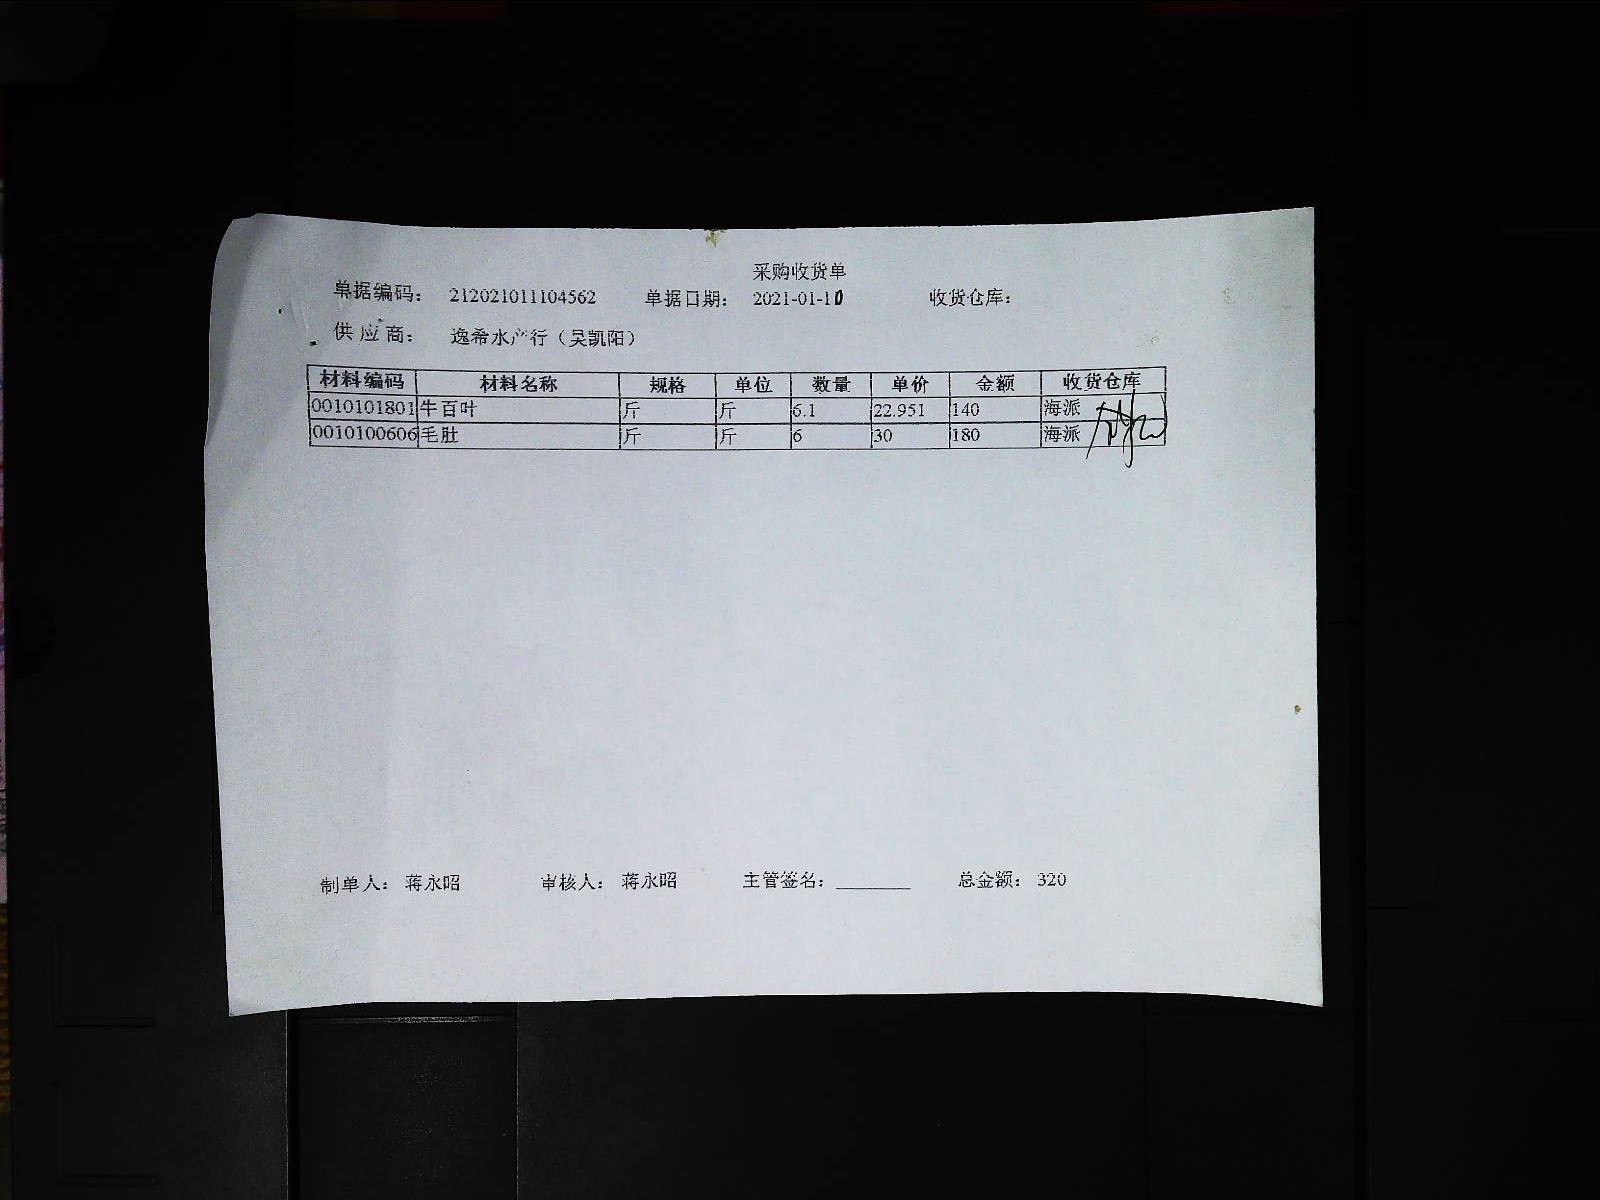 采购收货单
单据编码： 212021011104562 单据日期： 2021-01-10 收货仓库：
供应商： 逸希水产行（吴凯阳）
材料编码 材料名称 规格 单位 数量 单价 金额 收货仓库
0010101801 牛百叶 斤 斤 6.1 22.951 140 海派
0010100606 毛肚 斤 斤 6 30 180 海派
制单人： 蒋永昭 审核人： 蒋永昭 主管签名：________ 总金额： 320